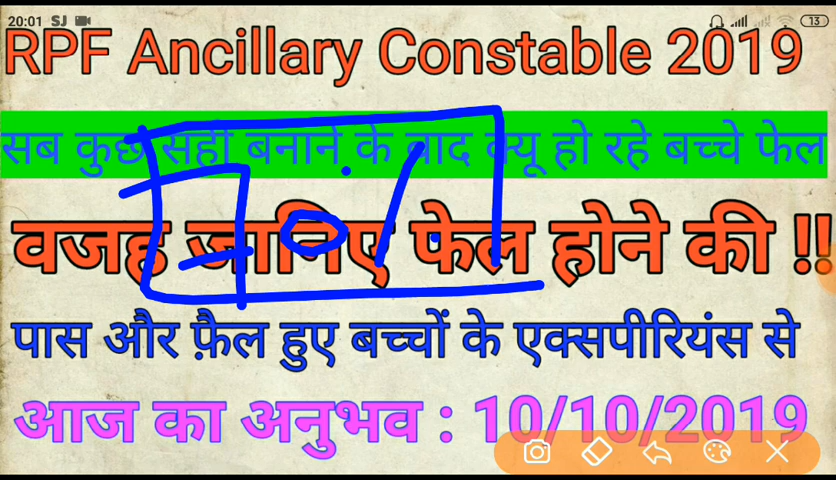 20:01 SJ 13
RPF Ancillary Constable 2019
सब कुछ सही बनाने के बाद क्यू हो रहे बच्चे फेल
वजह जानिए फेल होने की !!
पास और फ़ैल हुए बच्चों के एक्सपीरियंस से
आज का अनुभव : 10/10/2019